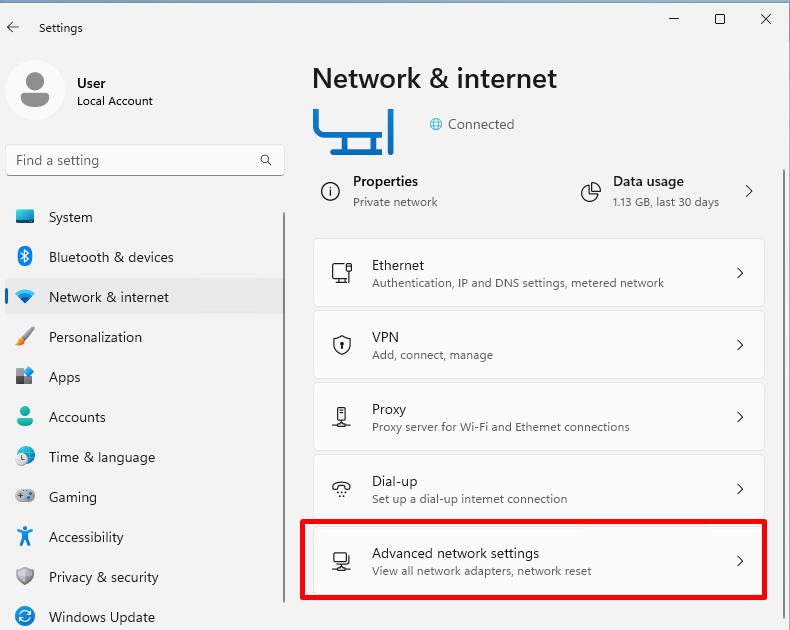 Settings
User
Local Account
Find a setting
System
Bluetooth & devices
Network & internet
Personalization
Apps
Accounts
Time & language
Gaming
Accessibility
Privacy & security
Windows Update
Network & internet
Connected
Properties
Private network
Data usage
1.13 GB, last 30 days
Ethernet
Authentication, IP and DNS settings, metered network
VPN
Add, connect, manage
Proxy
Proxy server for Wi-Fi and Ethernet connections
Dial-up
Set up a dial-up internet connection
Advanced network settings
View all network adapters, network reset